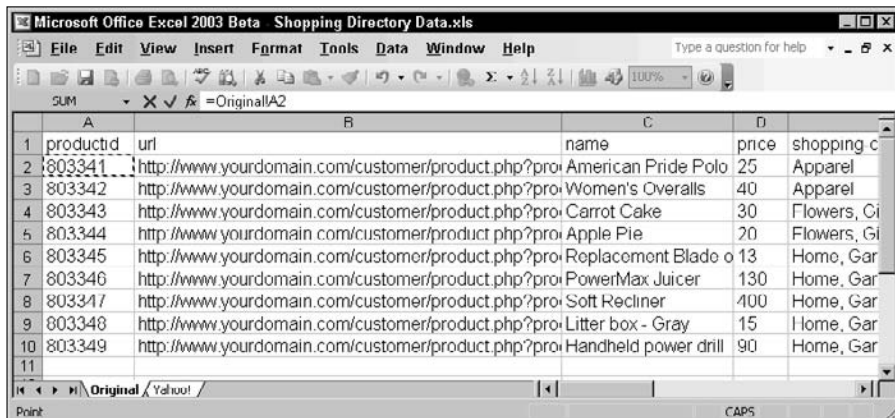 Microsoft Office Excel 2003 Beta - Shopping Directory Data.xls
File Edit View Insert Format Tools Data Window Help Type a question for help
100%
SUM =Original!A2
A B C D
1 productid url name price shopping c
2 803341 http://www.yourdomain.com/customer/product.php?pro American Pride Polo 25 Apparel
3 803342 http://www.yourdomain.com/customer/product.php?pro Women's Overalls 40 Apparel
4 803343 http://www.yourdomain.com/customer/product.php?pro Carrot Cake 30 Flowers, Gi
5 803344 http://www.yourdomain.com/customer/product.php?pro Apple Pie 20 Flowers, Gi
6 803345 http://www.yourdomain.com/customer/product.php?pro Replacement Blade o 13 Home, Gar
7 803346 http://www.yourdomain.com/customer/product.php?pro PowerMax Juicer 130 Home, Gar
8 803347 http://www.yourdomain.com/customer/product.php?pro Soft Recliner 400 Home, Gar
9 803348 http://www.yourdomain.com/customer/product.php?pro Litter box - Gray 15 Home, Gar
10 803349 http://www.yourdomain.com/customer/product.php?pro Handheld power drill 90 Home, Gar
11
Original Yahoo!
Point CAPS